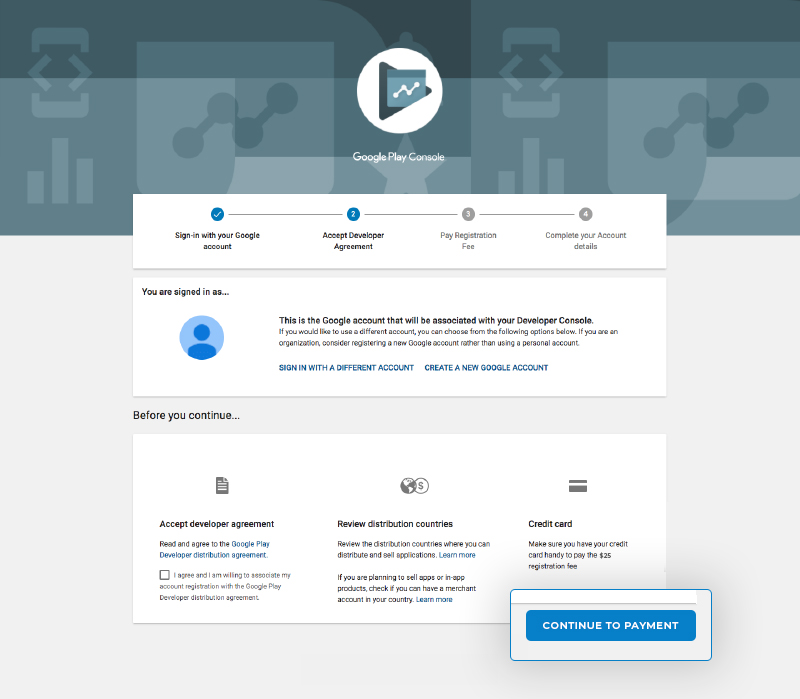 Google Play Console
2
3
4
Sign-in with your Google
account
Accept Developer
Agreement
Pay Registration
Fee
Complete your Account
details
You are signed in as...
This is the Google account that will be associated with your Developer Console.
If you would like to use a different account, you can choose from the following options below. If you are an
organization, consider registering a new Google account rather than using a personal account.
SIGN IN WITH A DIFFERENT ACCOUNT
CREATE A NEW GOOGLE ACCOUNT
Before you continue...
$
Accept developer agreement
Read and agree to the Google Play
Developer distribution agreement.
I agree and I am willing to associate my
account registration with the Google Play
Developer distribution agreement.
Review distribution countries
Review the distribution countries where you can
distribute and sell applications. Learn more
If you are planning to sell apps or in-app
products, check if you can have a merchant
account in your country. Learn more
Credit card
Make sure you have your credit
card handy to pay the $25
registration fee
CONTINUE TO PAYMENT